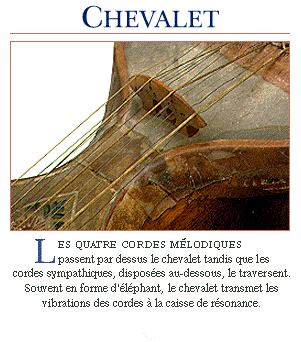 CHEVALET
LES QUATRE CORDES MÉLODIQUES
passent par dessus le chevalet tandis que les
cordes sympathiques, disposées au-dessous, le traversent.
Souvent en forme d'éléphant, le chevalet transmet les
vibrations des cordes à la caisse de résonance.